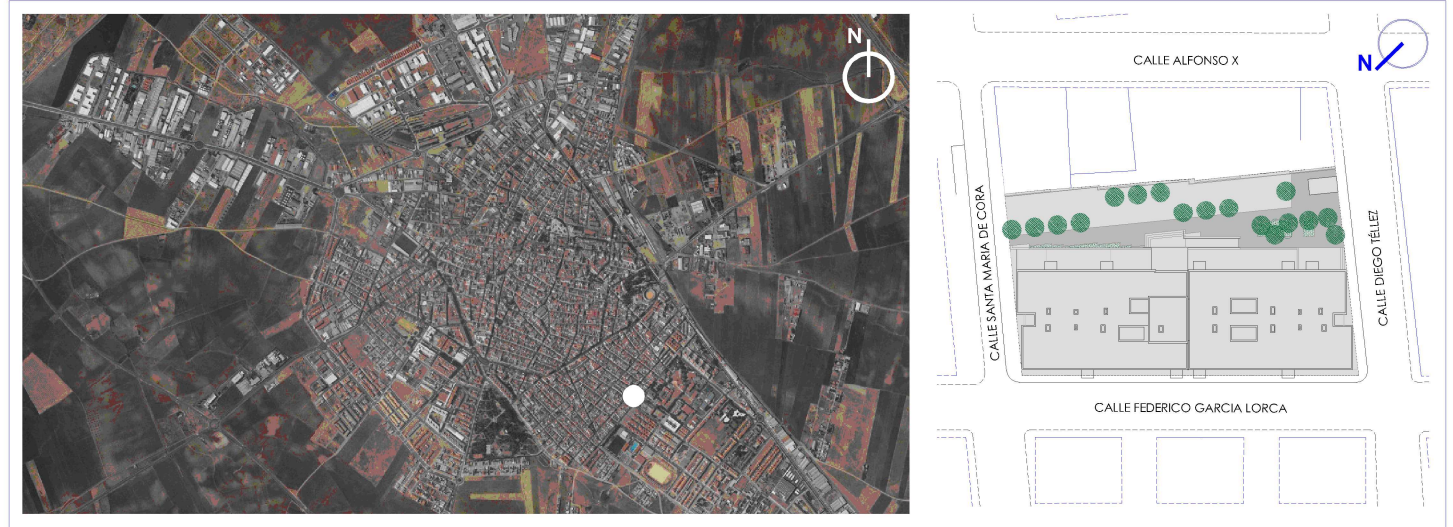 N
N
CALLE ALFONSO X
CALLE SANTA MARIA DE CORA
CALLE DIEGO TÉLLEZ
CALLE FEDERICO GARCIA LORCA